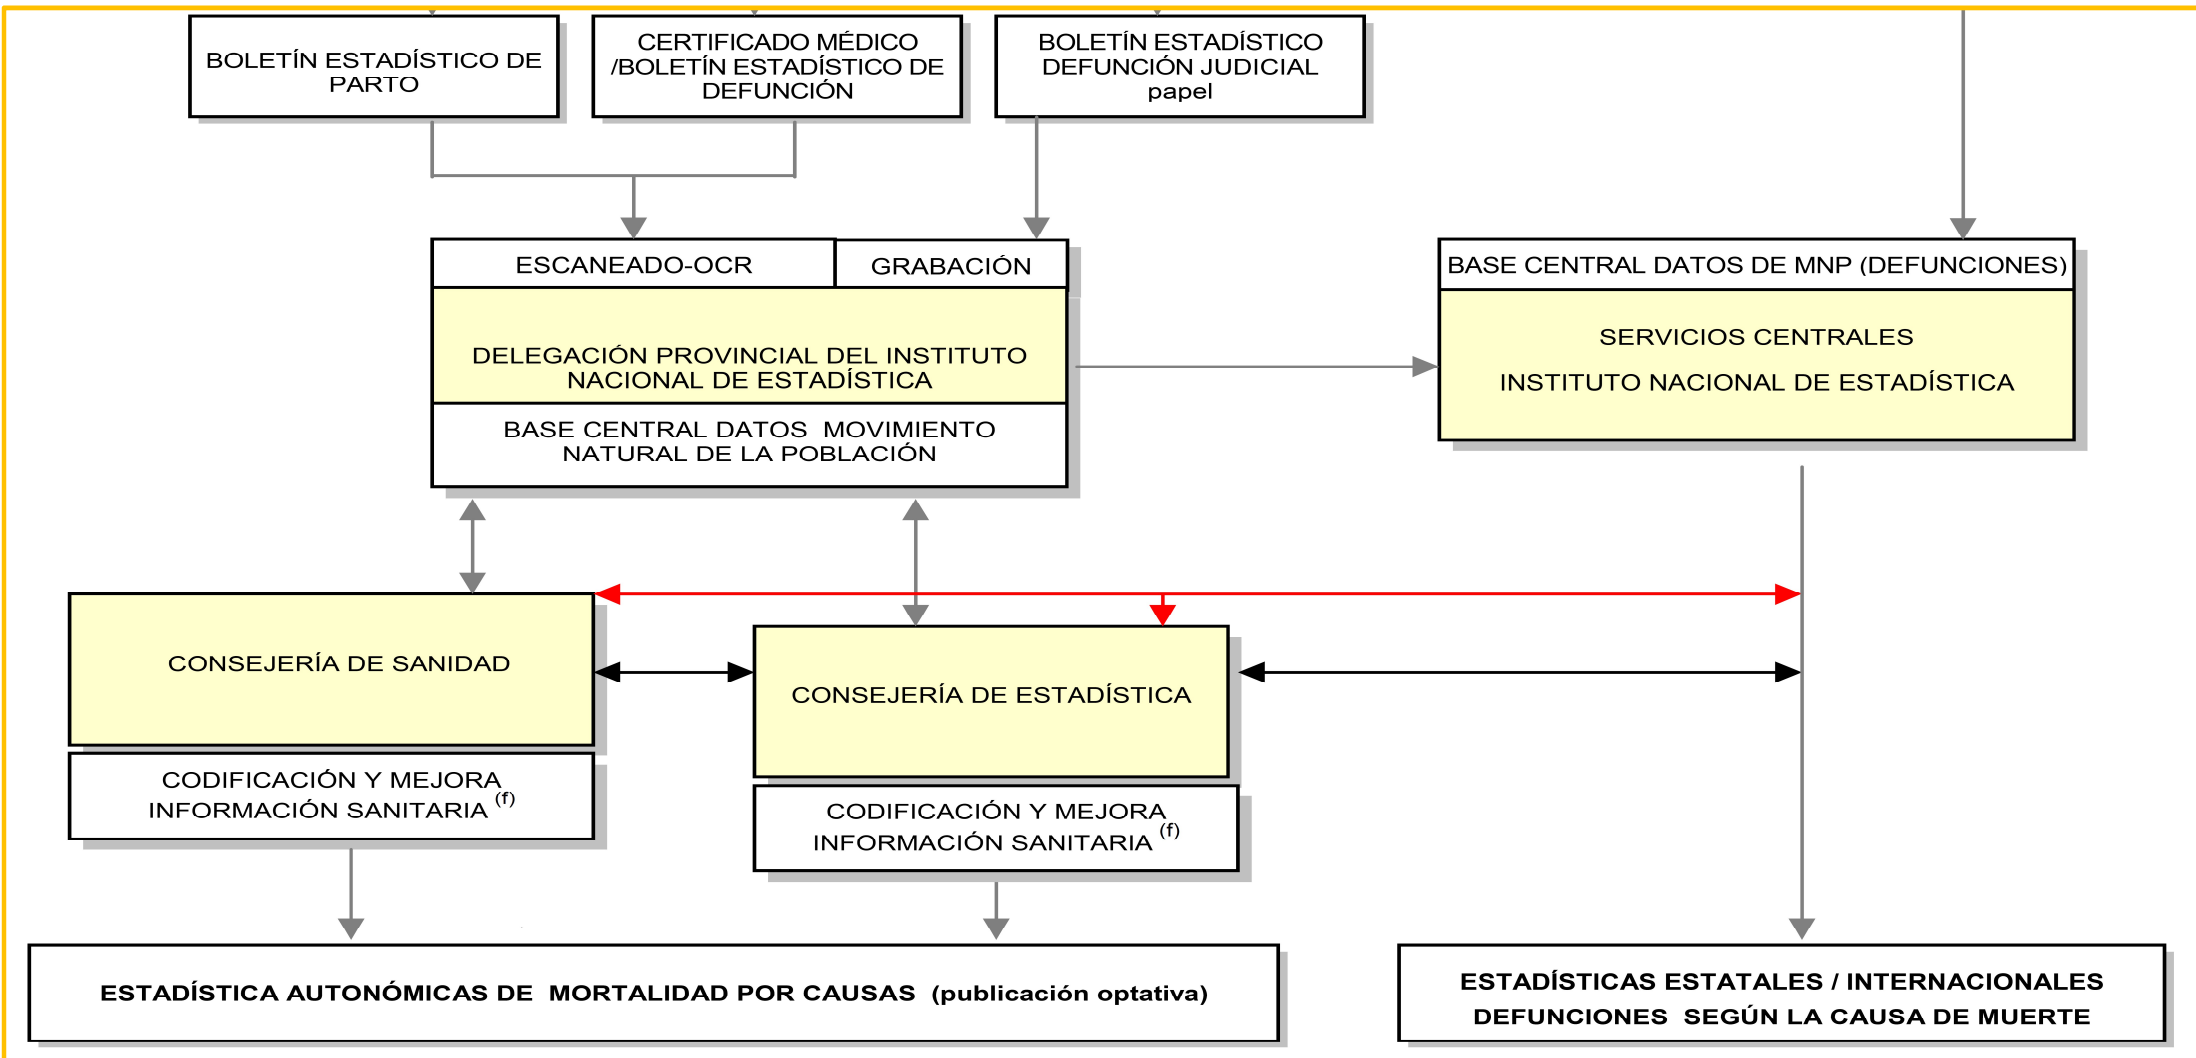 BOLETÍN ESTADÍSTICO DE
PARTO
CERTIFICADO MÉDICO
/BOLETÍN ESTADÍSTICO DE
DEFUNCIÓN
BOLETÍN ESTADÍSTICO
DEFUNCIÓN JUDICIAL
papel
ESCANEADO-OCR
GRABACIÓN
DELEGACIÓN PROVINCIAL DEL INSTITUTO
NACIONAL DE ESTADÍSTICA
BASE CENTRAL DATOS MOVIMIENTO
NATURAL DE LA POBLACIÓN
BASE CENTRAL DATOS DE MNP (DEFUNCIONES)
SERVICIOS CENTRALES
INSTITUTO NACIONAL DE ESTADÍSTICA
CONSEJERÍA DE SANIDAD
CODIFICACIÓN Y MEJORA
INFORMACIÓN SANITARIA (f)
CONSEJERÍA DE ESTADÍSTICA
CODIFICACIÓN Y MEJORA
INFORMACIÓN SANITARIA (f)
ESTADÍSTICA AUTONÓMICAS DE MORTALIDAD POR CAUSAS (publicación optativa)
ESTADÍSTICAS ESTATALES / INTERNACIONALES
DEFUNCIONES SEGÚN LA CAUSA DE MUERTE